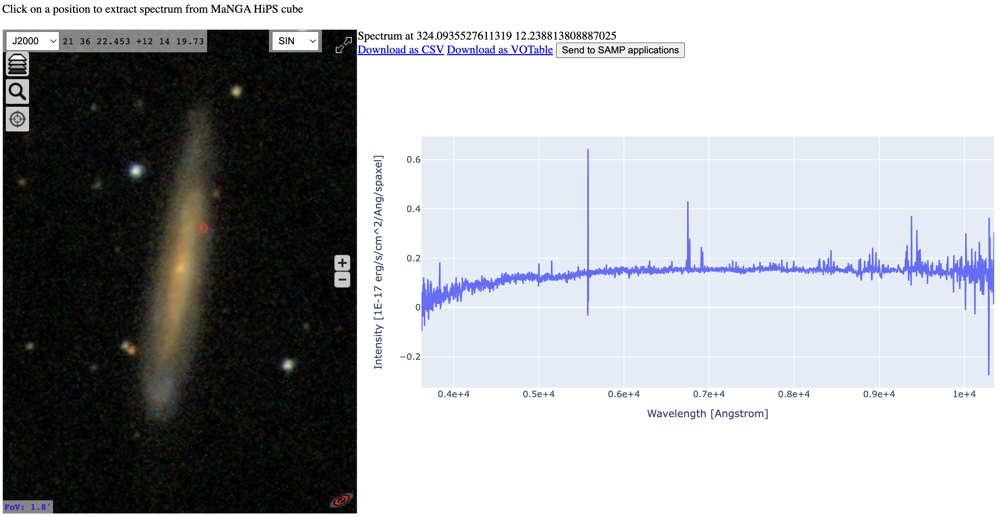 Click on a position to extract spectrum from MaNGA HiPS cube
J2000 21 36 22.453 +12 14 19.73 SIN
Spectrum at 324.0935527611319 12.238813808887025
Download as CSV Download as VOTable Send to SAMP applications
0.6
0.4
0.2
0
−0.2
Intensity [1E-17 erg/s/cm^2/Ang/spaxel]
0.4e+4 0.5e+4 0.6e+4 0.7e+4 0.8e+4 0.9e+4 1e+4
Wavelength [Angstrom]
+
−
FoV: 1.8'